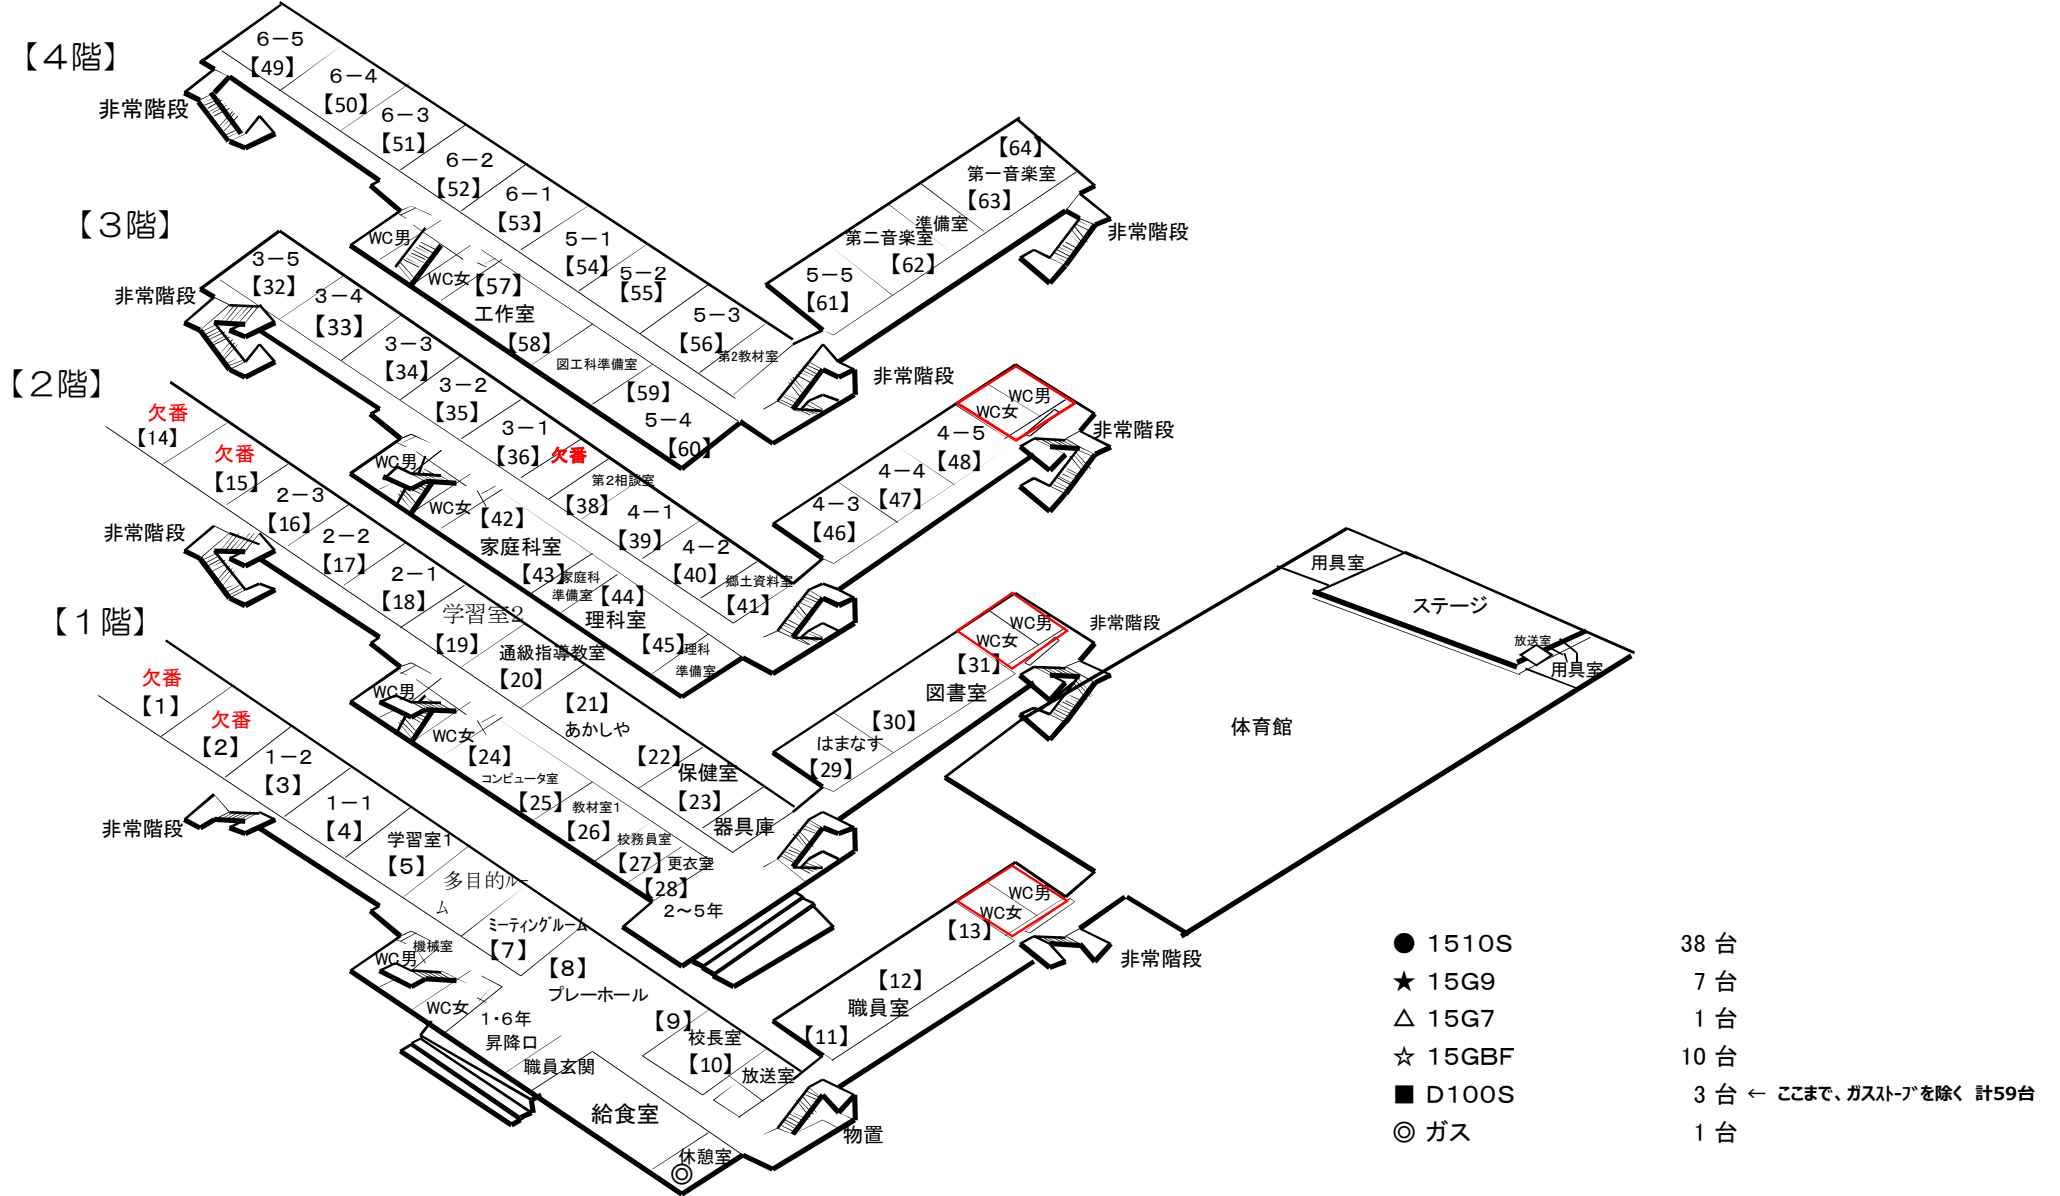 【４階】
６－５
【49】
６－４
【50】
６－３
【51】
６－２
【52】
６－１
【53】
５－１
【54】
５－２
【55】
５－３
【56】
第2教材室
非常階段
WC男
WC女
【57】
工作室
【58】
図工科準備室
【59】
５－４
【60】
【64】
第一音楽室
【63】
準備室
第二音楽室
【62】
５－５
【61】
非常階段
非常階段
【３階】
３－５
【32】
３－４
【33】
３－３
【34】
３－２
【35】
３－１
【36】
欠番
第2相談室
【38】
４－１
【39】
４－２
【40】
郷土資料室
【41】
非常階段
WC男
WC女
【42】
家庭科室
【43】
家庭科
準備室
【44】
理科室
【45】
理科
準備室
WC男
WC女
４－５
【48】
４－４
【47】
４－３
【46】
非常階段
【２階】
欠番
【14】
欠番
【15】
２－３
【16】
２－２
【17】
２－１
【18】
学習室2
【19】
通級指導教室
【20】
【21】
あかしや
【22】
保健室
【23】
器具庫
非常階段
WC男
WC女
【24】
コンピュータ室
【25】
教材室1
【26】
校務員室
【27】
更衣室
【28】
２～５年
WC男
WC女
【31】
図書室
【30】
はまなす
【29】
非常階段
【１階】
欠番
【1】
欠番
【2】
１－２
【3】
１－１
【4】
学習室1
【5】
多目的ルー
ム
ミーティングルーム
【7】
【8】
プレーホール
【9】
校長室
【10】
放送室
非常階段
機械室
WC男
WC女
１・６年
昇降口
職員玄関
給食室
休憩室
◎
物置
WC男
WC女
【13】
【12】
職員室
【11】
非常階段
用具室
ステージ
放送室
用具室
体育館
● １５１０Ｓ 38 台
★ １５Ｇ９ 7 台
△ １５Ｇ７ 1 台
☆ １５ＧＢＦ 10 台
■ Ｄ１００Ｓ 3 台 ← ここまで、ガスストーブを除く 計59台
◎ ガス 1 台